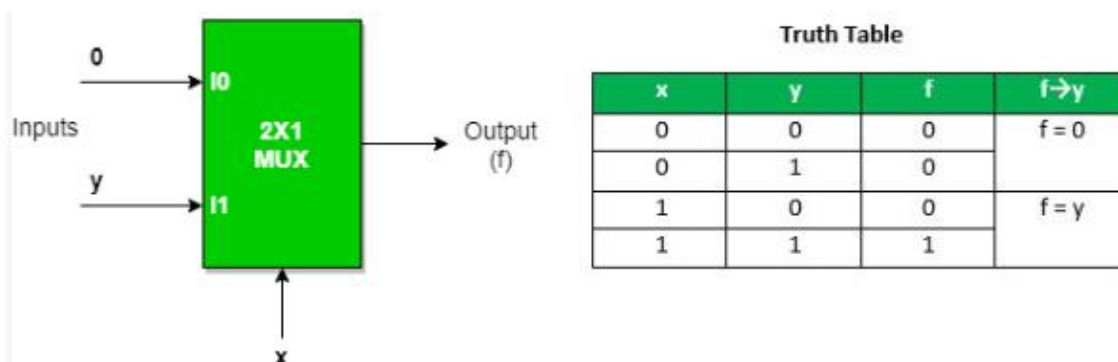 0
I0
Inputs
2X1
MUX
Output
(f)
y
I1
x
Truth Table
x y f f→y
0 0 0 f = 0
0 1 0
1 0 0 f = y
1 1 1